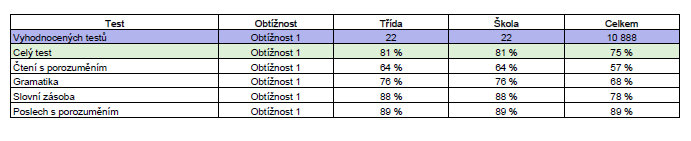 Test Obtížnost Třída Škola Celkem
Vyhodnocených testů Obtížnost 1 22 22 10 888
Celý test Obtížnost 1 81 % 81 % 75 %
Čtení s porozuměním Obtížnost 1 64 % 64 % 57 %
Gramatika Obtížnost 1 76 % 76 % 68 %
Slovní zásoba Obtížnost 1 88 % 88 % 78 %
Poslech s porozuměním Obtížnost 1 89 % 89 % 89 %